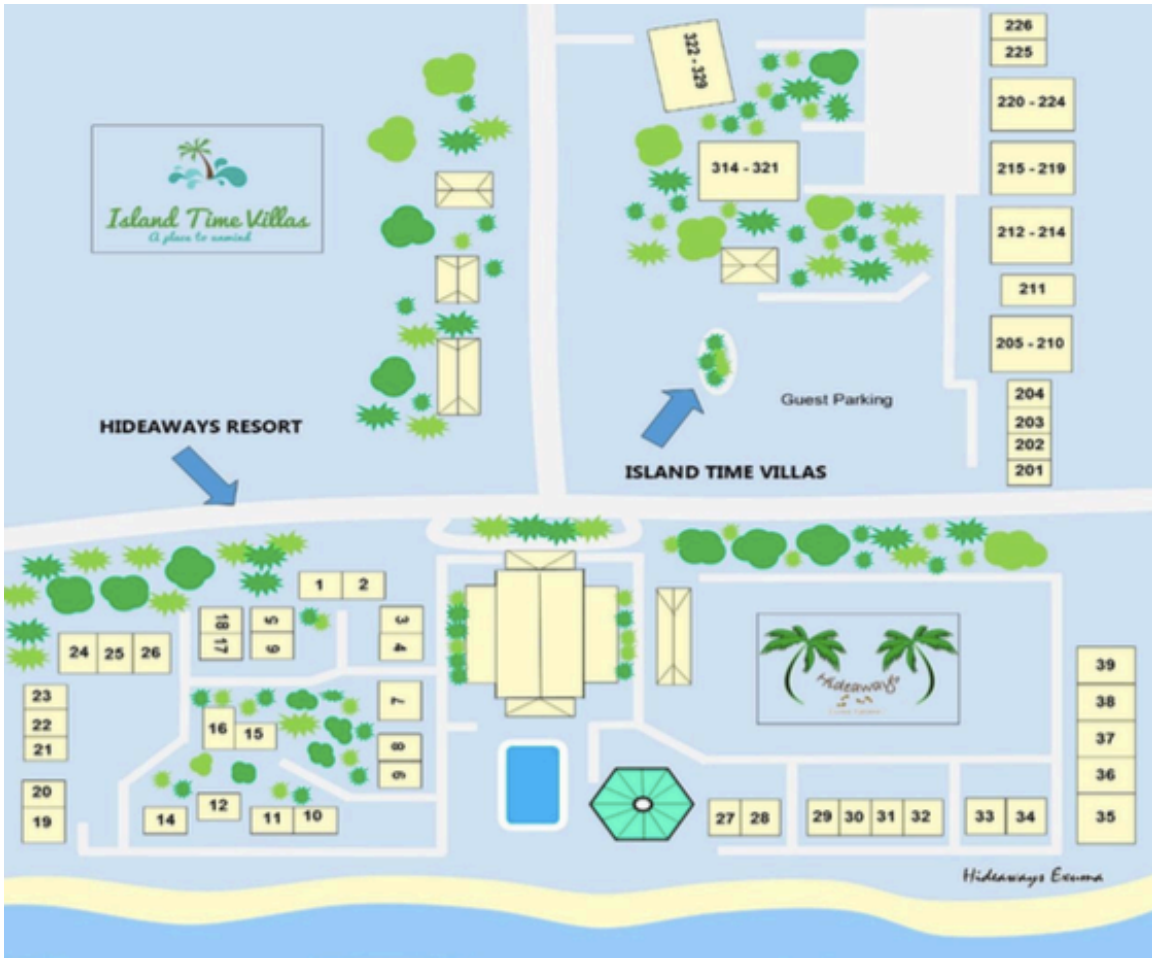 322 - 329
226
225
220 - 224
314 - 321
215 - 219
Island Time Villas
A place to unwind
212 - 214
211
205 - 210
Guest Parking
204
203
202
201
HIDEAWAYS RESORT
ISLAND TIME VILLAS
1 2
18
17
5
6
3
4
24 25 26
23
22
21
7
16 15
8
9
20
19
14
12
11 10
Hideaways
39
38
37
36
35
27 28
29 30 31 32
33 34
Hideaways Exuma